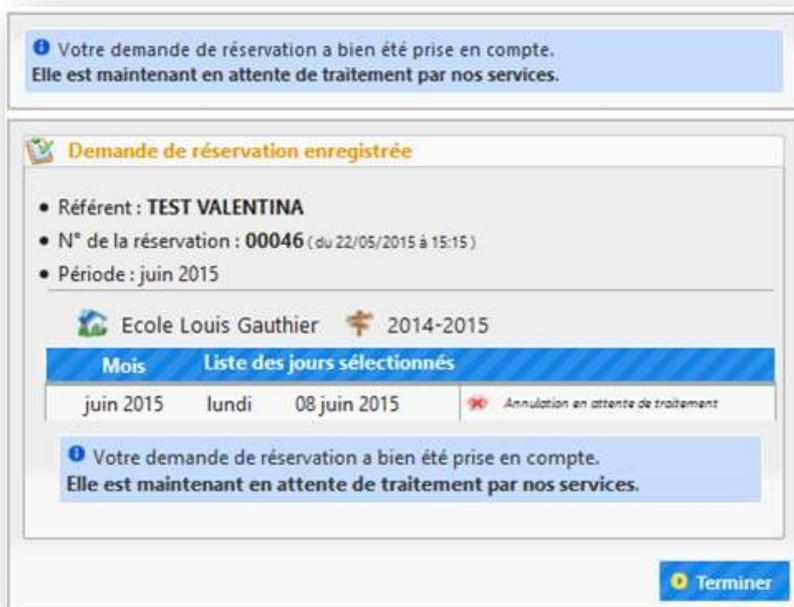 Votre demande de réservation a bien été prise en compte.
Elle est maintenant en attente de traitement par nos services.
Demande de réservation enregistrée
Référent : TEST VALENTINA
N° de la réservation : 00046 (du 22/05/2015 à 15:15)
Période : juin 2015
Ecole Louis Gauthier 2014-2015
Mois Liste des jours sélectionnés
juin 2015 lundi 08 juin 2015 Annulation en attente de traitement
Votre demande de réservation a bien été prise en compte.
Elle est maintenant en attente de traitement par nos services.
Terminer